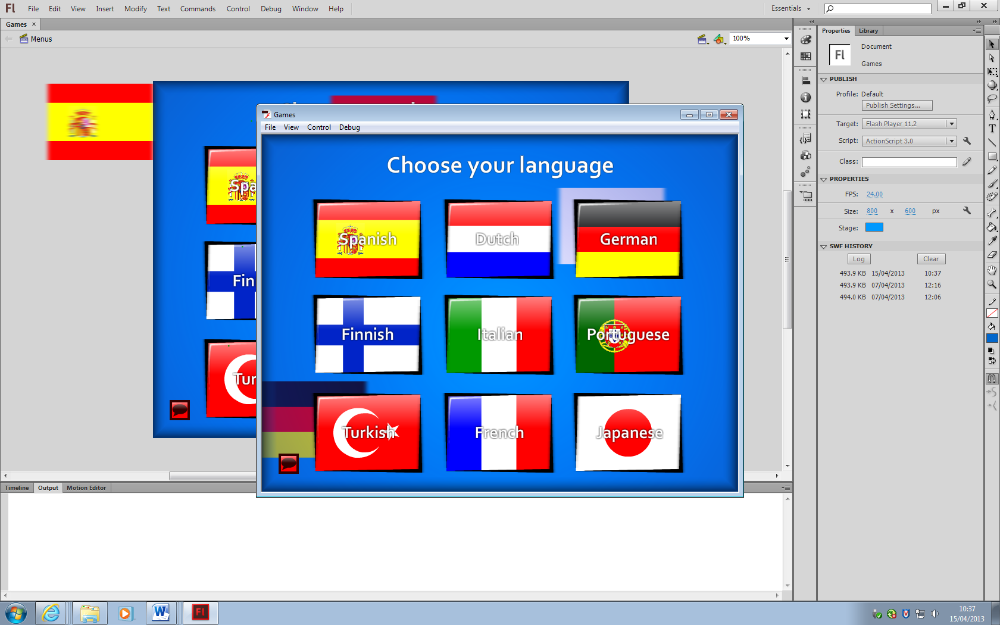 Fl File Edit View Insert Modify Text Commands Control Debug Window Help Essentials
Games
Menus 100%
Games
File View Control Debug
Choose your language
Spanish Dutch German
Finnish Italian Portuguese
Turkish French Japanese
Spa
Fin
Tur
Timeline Output Motion Editor
Properties Library
Fl Document
Games
PUBLISH
Profile: Default
Publish Settings...
Target: Flash Player 11.2
Script: ActionScript 3.0
Class:
PROPERTIES
FPS: 24.00
Size: 800 x 600 px
Stage:
SWF HISTORY
Log Clear
493.9 KB 15/04/2013 10:37
493.9 KB 07/04/2013 12:16
494.0 KB 07/04/2013 12:06
T
W Fl
10:37
15/04/2013